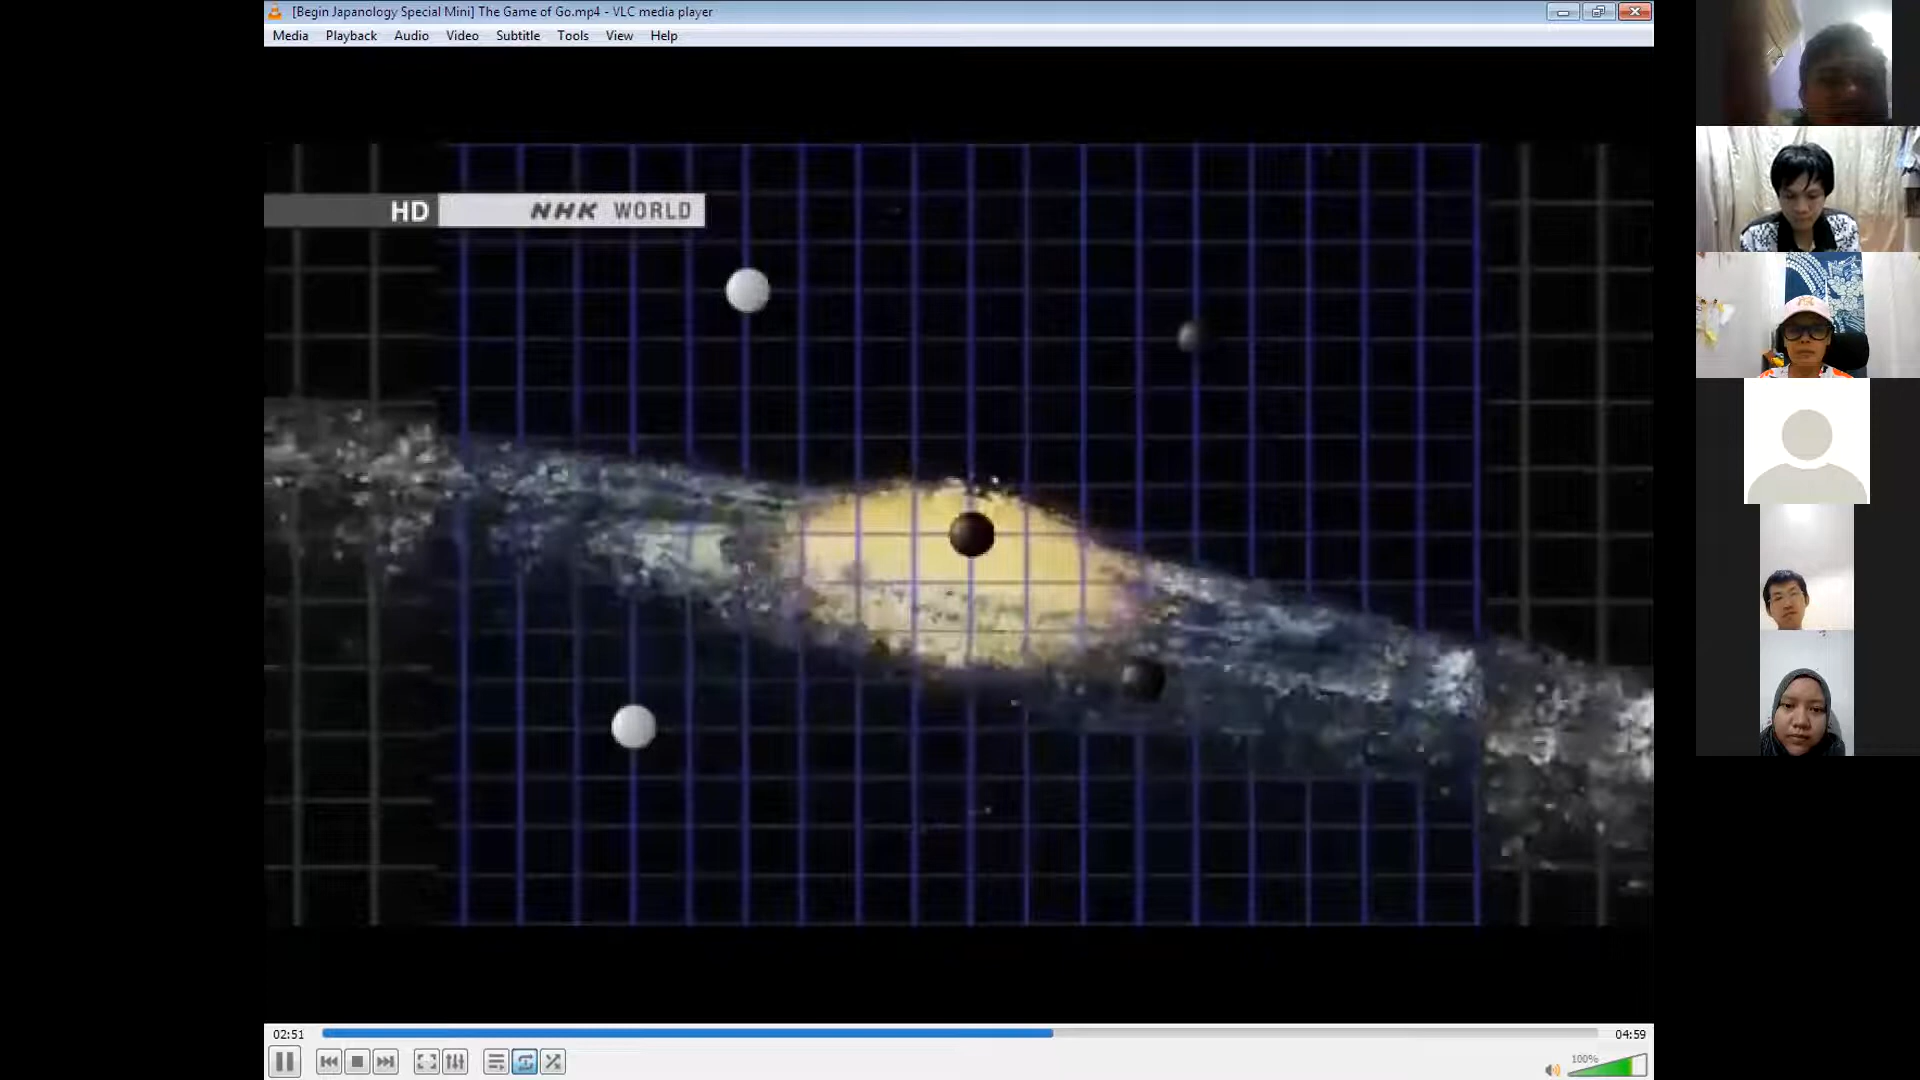 [Begin Japanology Special Mini] The Game of Go.mp4 - VLC media player
Media Playback Audio Video Subtitle Tools View Help
HD NHK WORLD
02:51 04:59
100%